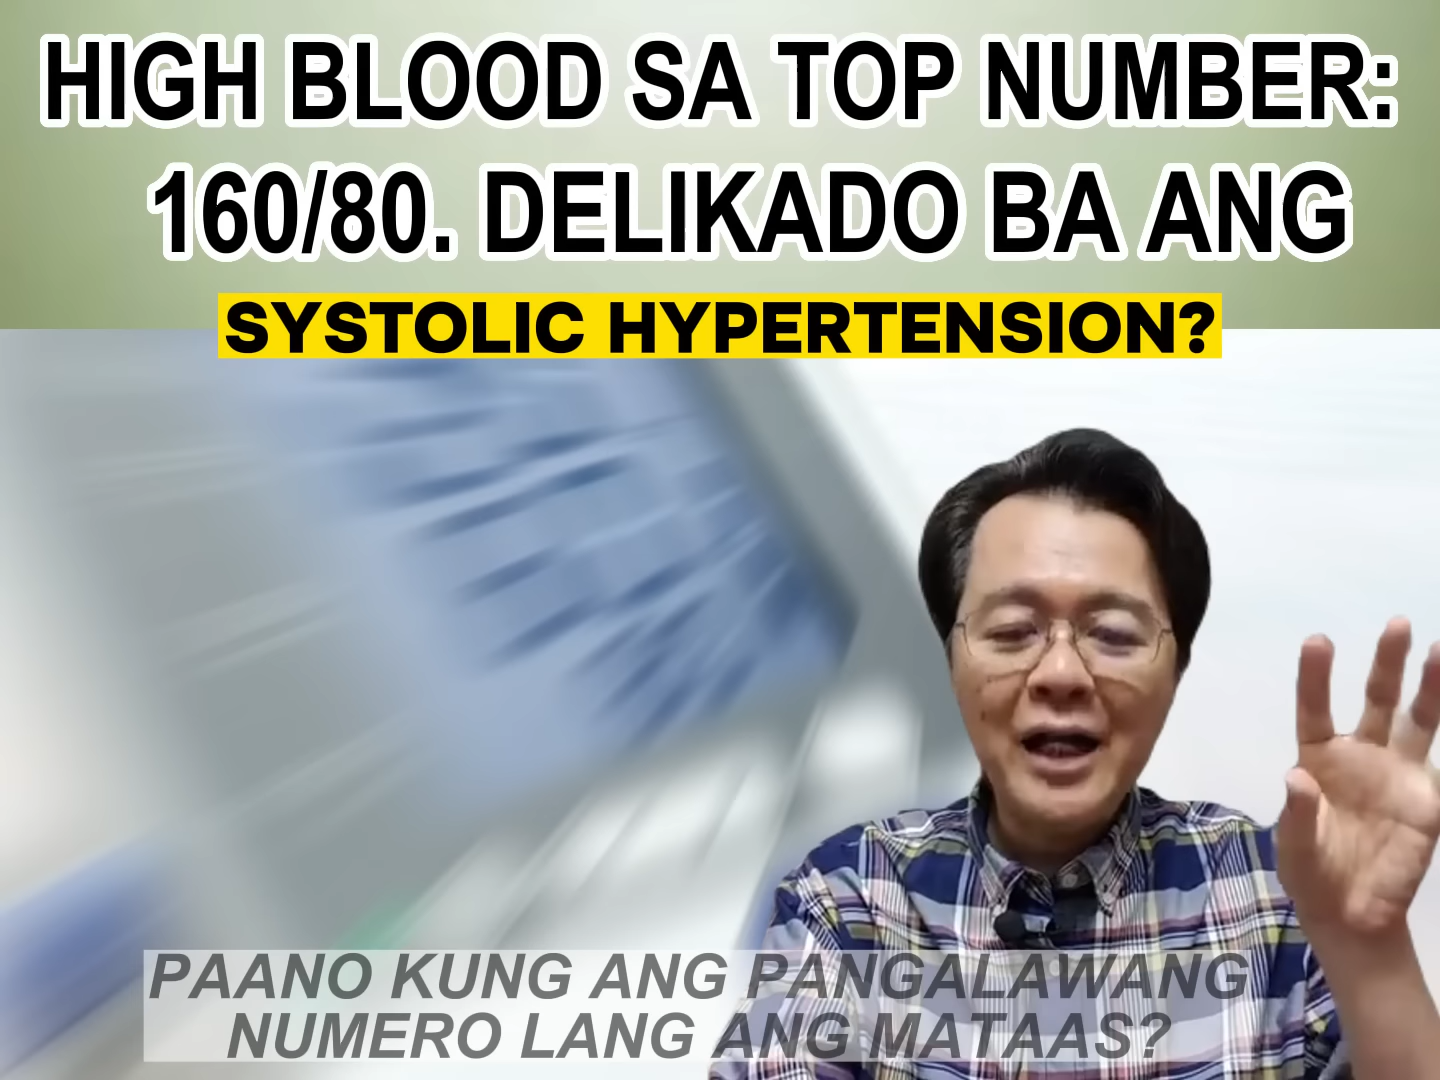 HIGH BLOOD SA TOP NUMBER:
160/80. DELIKADO BA ANG
SYSTOLIC HYPERTENSION?
PAANO KUNG ANG PANGALAWANG
NUMERO LANG ANG MATAAS?